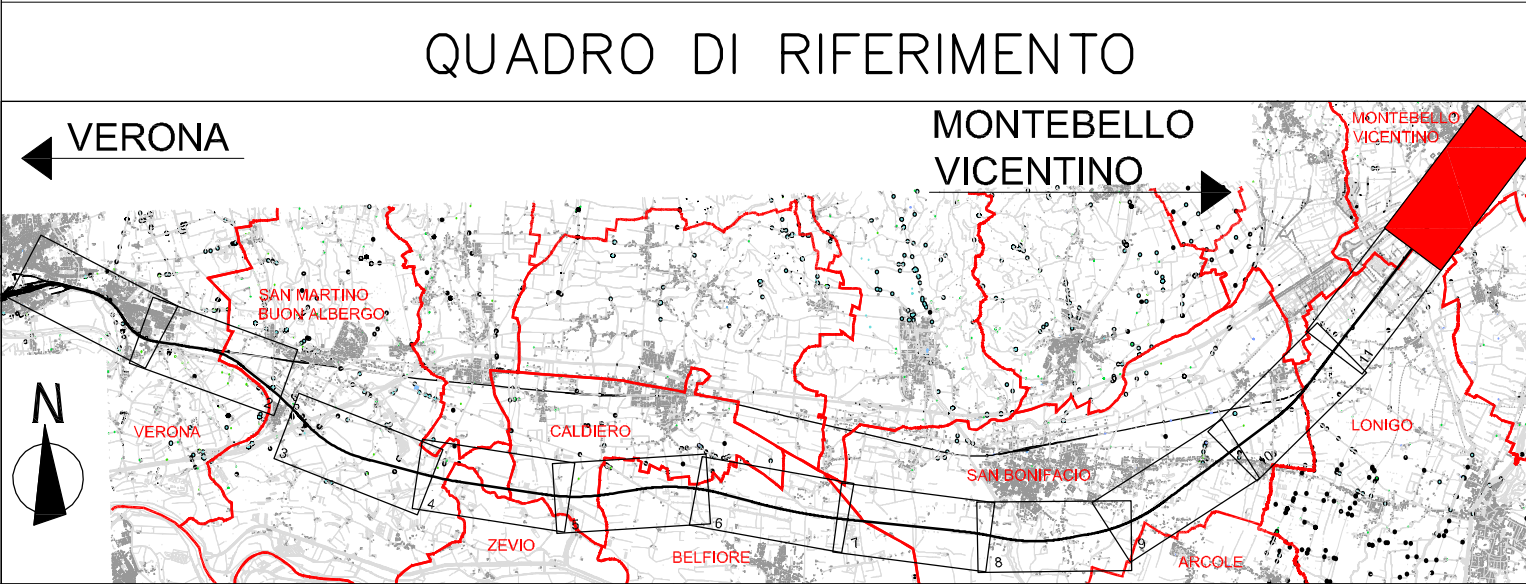 QUADRO DI RIFERIMENTO
VERONA
MONTEBELLO
VICENTINO
MONTEBELLO
VICENTINO
SAN MARTINO
BUON ALBERGO
N
VERONA
CALDIERO
LONIGO
SAN BONIFACIO
ZEVIO
BELFIORE
ARCOLE
3
4
5
6
7
8
9
10
11